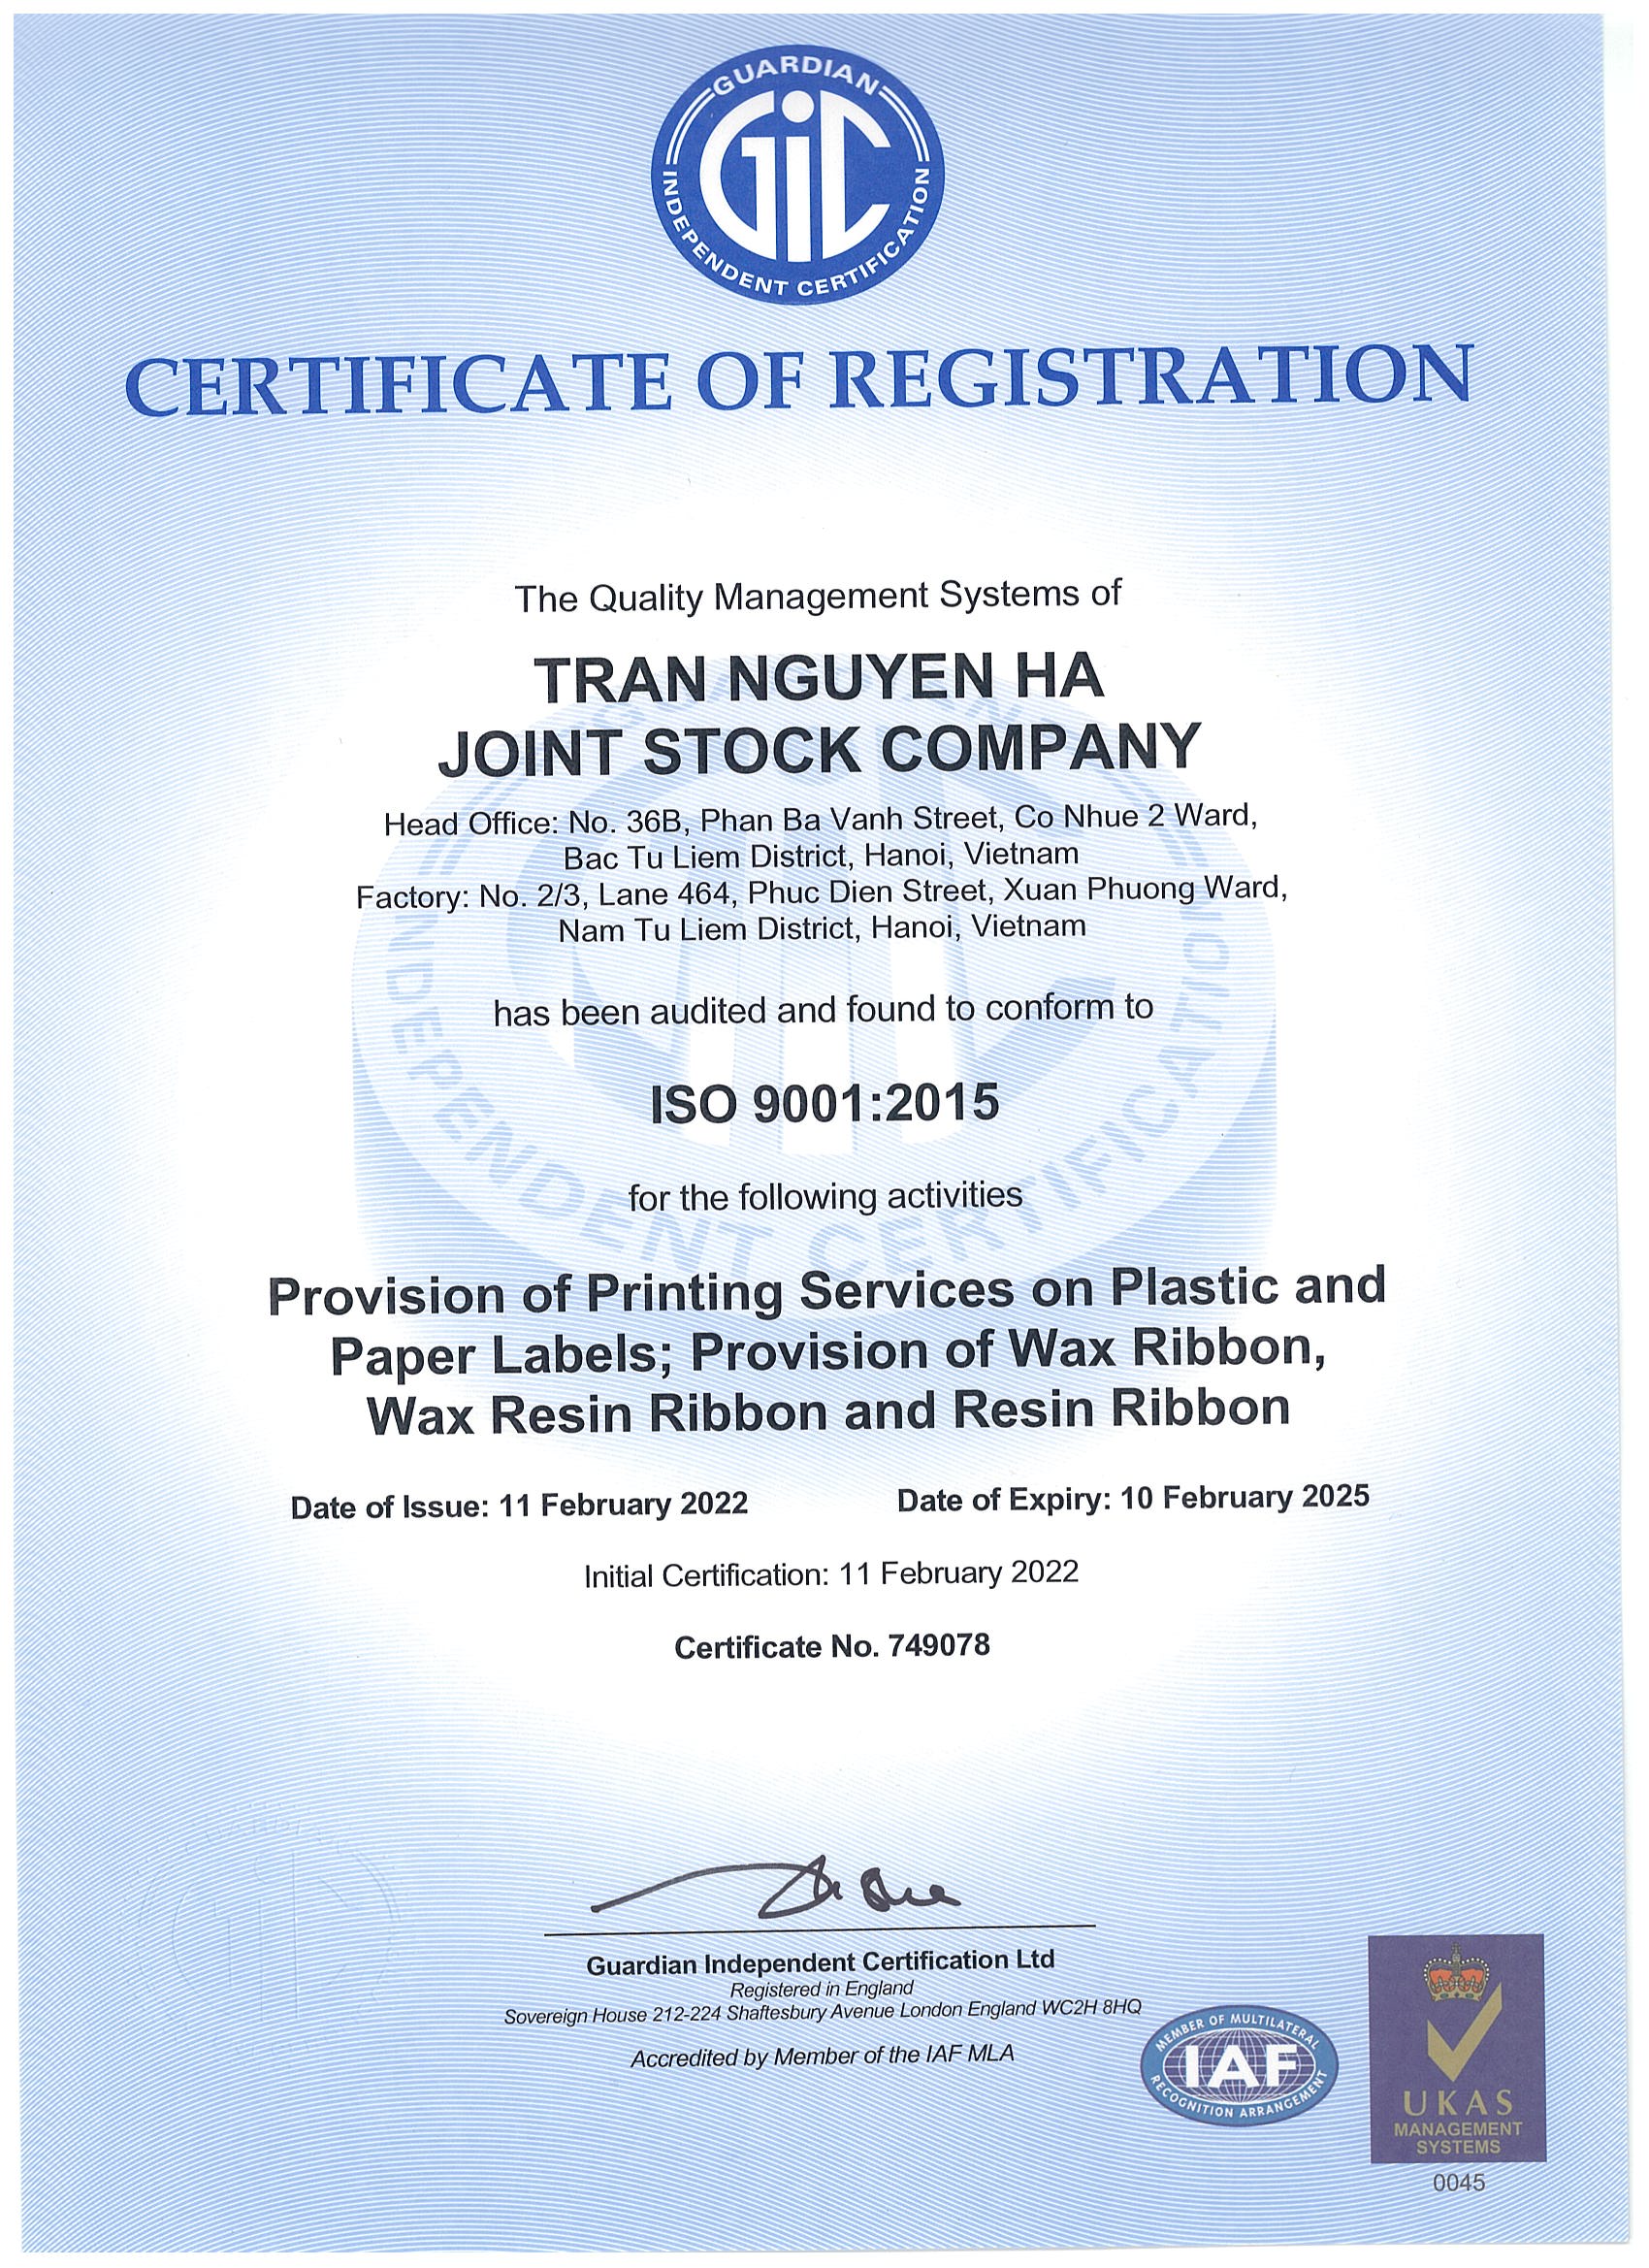 GUARDIAN
GiC
INDEPENDENT CERTIFICATION
CERTIFICATE OF REGISTRATION
The Quality Management Systems of
TRAN NGUYEN HA
JOINT STOCK COMPANY
Head Office: No. 36B, Phan Ba Vanh Street, Co Nhue 2 Ward,
Bac Tu Liem District, Hanoi, Vietnam
Factory: No. 2/3, Lane 464, Phuc Dien Street, Xuan Phuong Ward,
Nam Tu Liem District, Hanoi, Vietnam
has been audited and found to conform to
ISO 9001:2015
for the following activities
INDEPENDENT CERTIFICATION
Provision of Printing Services on Plastic and
Paper Labels; Provision of Wax Ribbon,
Wax Resin Ribbon and Resin Ribbon
Date of Issue: 11 February 2022 Date of Expiry: 10 February 2025
Initial Certification: 11 February 2022
Certificate No. 749078
Guardian Independent Certification Ltd
Registered in England
Sovereign House 212-224 Shaftesbury Avenue London England WC2H 8HQ
Accredited by Member of the IAF MLA
MEMBER OF MULTILATERAL
IAF
RECOGNITION ARRANGEMENT
UKAS
MANAGEMENT
SYSTEMS
0045